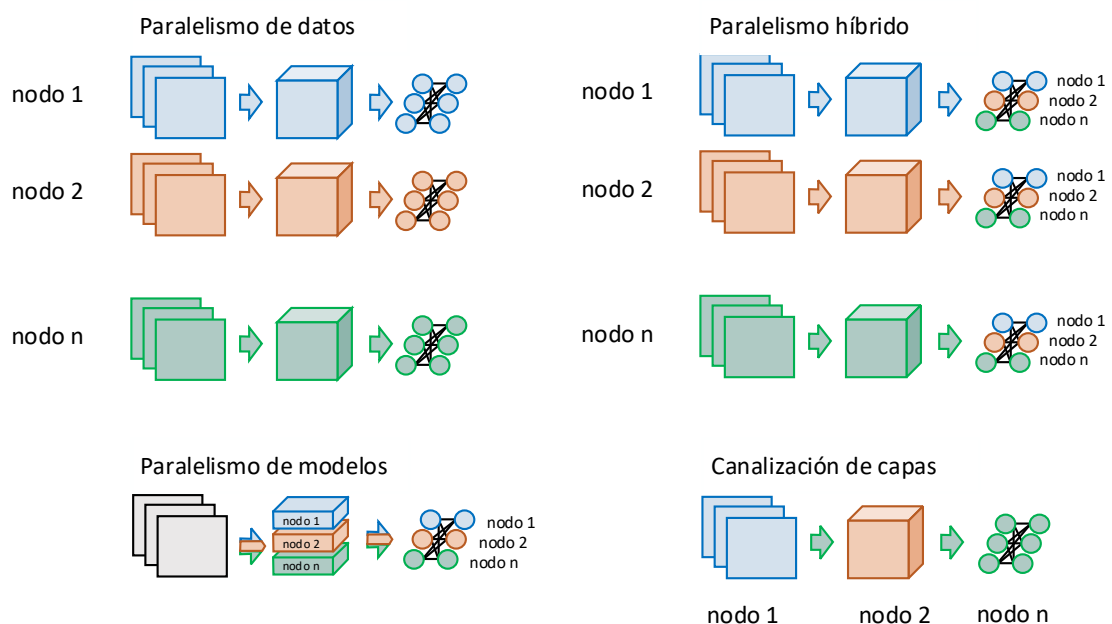 Paralelismo de datos
nodo 1
nodo 2
nodo n
Paralelismo híbrido
nodo 1
nodo 1
nodo 2
nodo n
nodo 2
nodo 1
nodo 2
nodo n
nodo n
nodo 1
nodo 2
nodo n
Paralelismo de modelos
nodo 1
nodo 2
nodo n
nodo 1
nodo 2
nodo n
Canalización de capas
nodo 1
nodo 2
nodo n